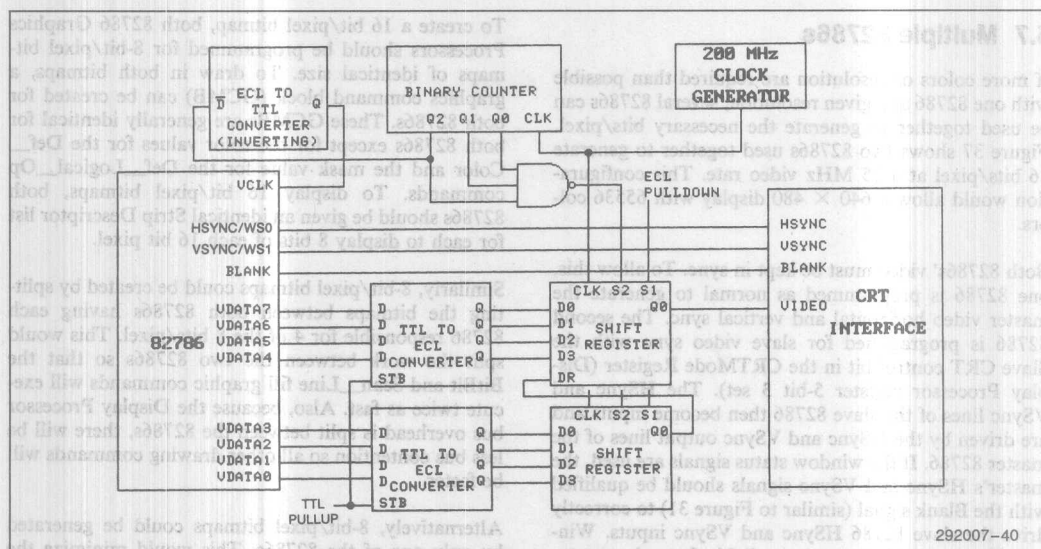 200 MHz
CLOCK
GENERATOR
D ECL TO Q
TTL
CONVERTER
(INVERTING)
BINARY COUNTER
Q2 Q1 Q0 CLK
ECL
PULLDOWN
82786
VCLK
HSYNC/WS0
VSYNC/WS1
BLANK
VDATA7
VDATA6
VDATA5
VDATA4
VDATA3
VDATA2
VDATA1
VDATA0
D Q
D TTL TO Q
D ECL Q
D CONVERTER Q
STB
D Q
D TTL TO Q
D ECL Q
D CONVERTER Q
STB
TTL
PULLUP
CLK S2 S1
D0 Q0
D1 SHIFT
D2 REGISTER
D3
DR
CLK S2 S1
D0 Q0
D1 SHIFT
D2 REGISTER
D3
HSYNC
VSYNC
BLANK
VIDEO
CRT
INTERFACE
292007-40